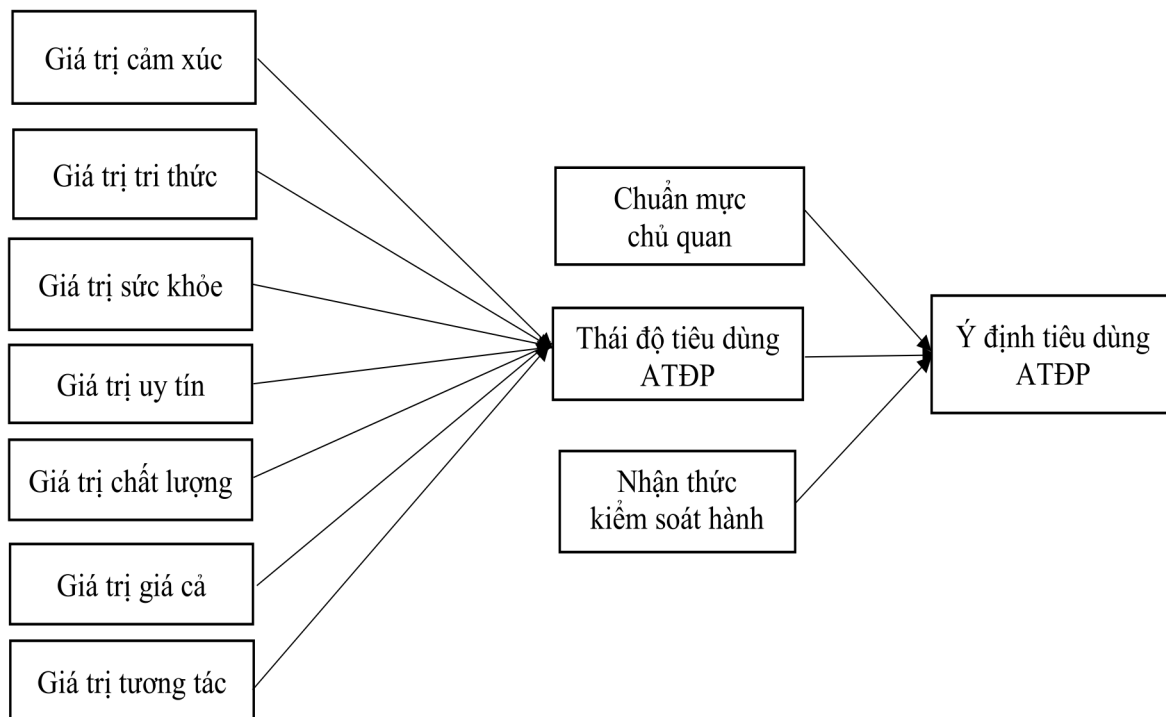 Giá trị cảm xúc
Giá trị tri thức
Giá trị sức khỏe
Giá trị uy tín
Giá trị chất lượng
Giá trị giá cả
Giá trị tương tác
Chuẩn mực
chủ quan
Thái độ tiêu dùng
ATĐP
Nhận thức
kiểm soát hành
Ý định tiêu dùng
ATĐP